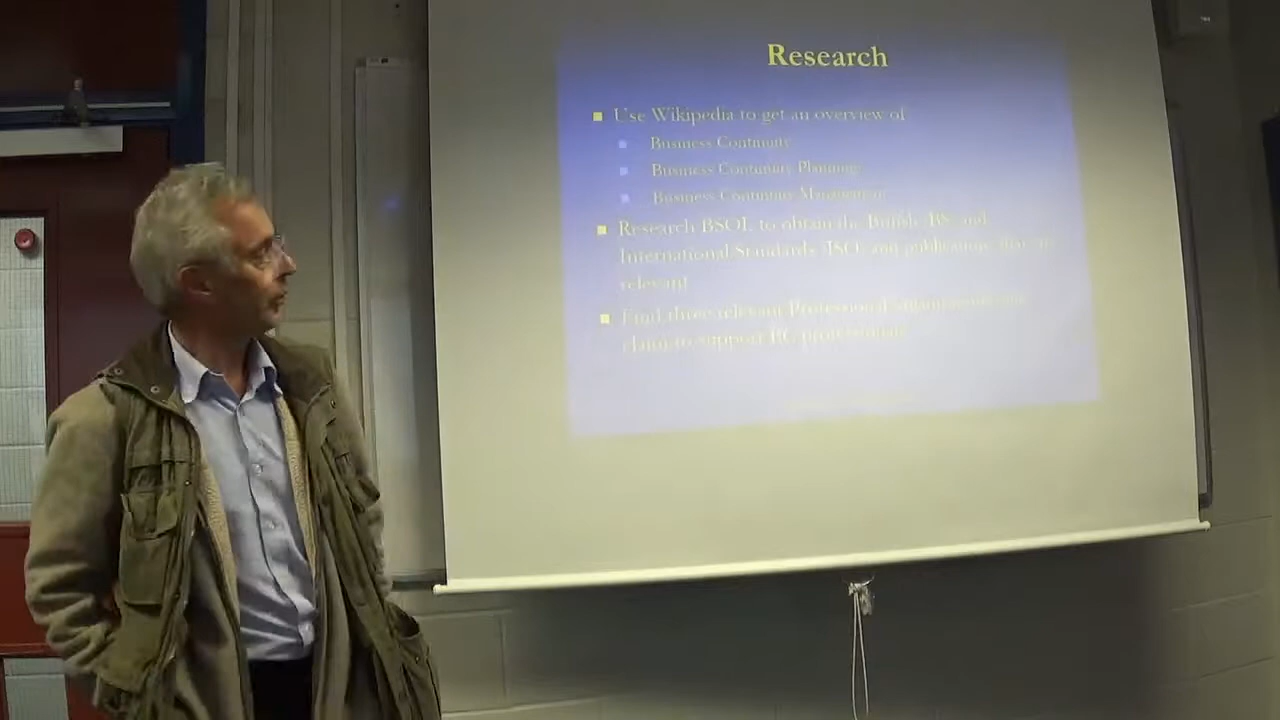 Research
Use Wikipedia to get an overview of
Business Continuity
Business Continuity Planning
Business Continuity Management
Research BSOL to obtain the British BS and
International Standards ISO and publications that
relevant
Find three relevant Professional
claim to support BC professionals